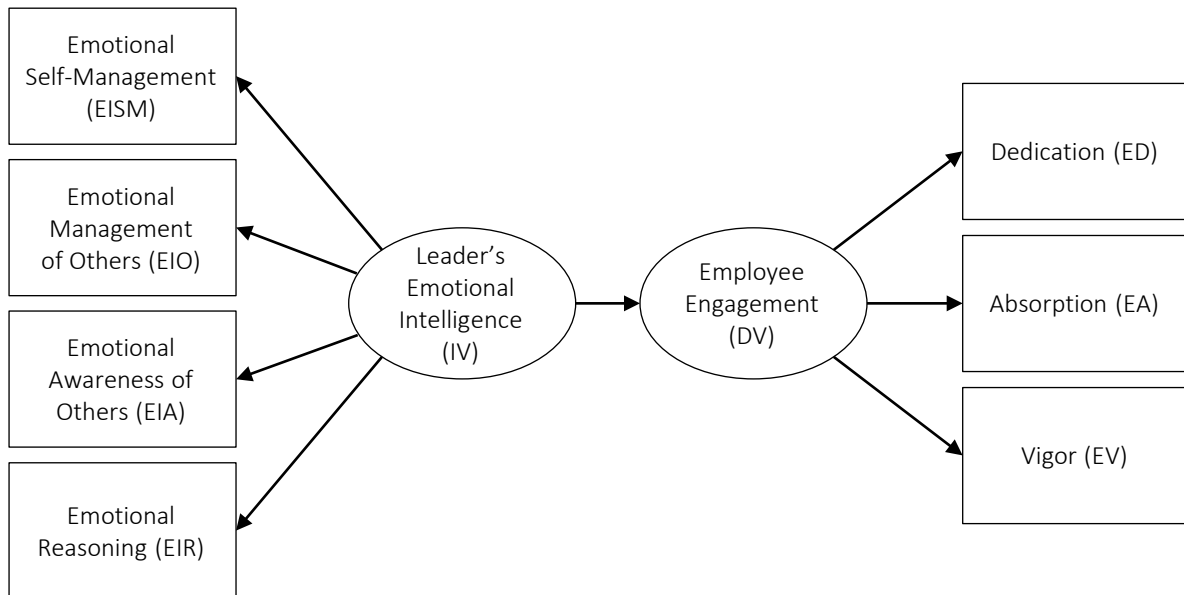 Emotional
Self-Management
(EISM)
Emotional
Management
of Others (EIO)
Emotional
Awareness of
Others (EIA)
Emotional
Reasoning (EIR)
Leader’s
Emotional
Intelligence
(IV)
Employee
Engagement
(DV)
Dedication (ED)
Absorption (EA)
Vigor (EV)